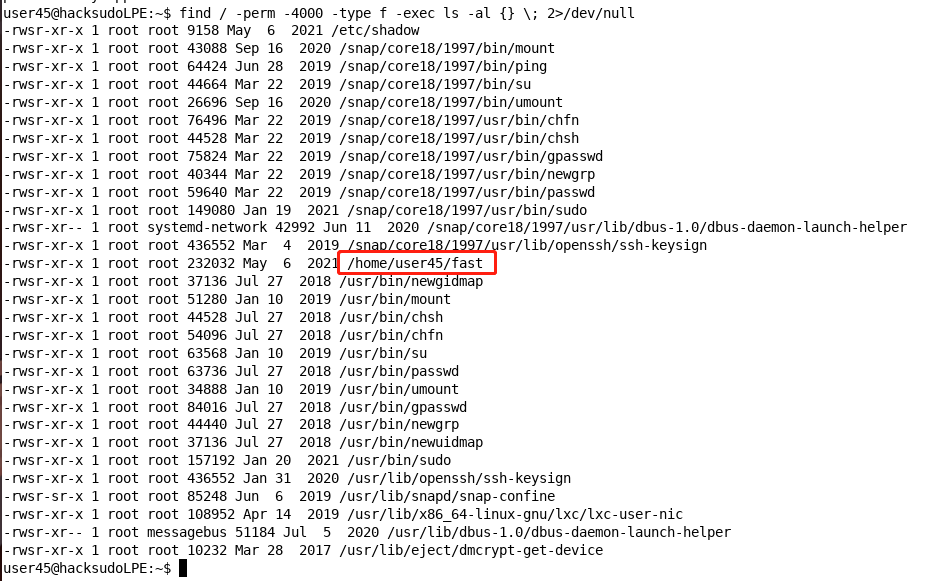 user45@hacksudoLPE:~$ find / -perm -4000 -type f -exec ls -al {} \; 2>/dev/null
-rwsr-xr-x 1 root root 9158 May  6  2021 /etc/shadow
-rwsr-xr-x 1 root root 43088 Sep 16  2020 /snap/core18/1997/bin/mount
-rwsr-xr-x 1 root root 64424 Jun 28  2019 /snap/core18/1997/bin/ping
-rwsr-xr-x 1 root root 44664 Mar 22  2019 /snap/core18/1997/bin/su
-rwsr-xr-x 1 root root 26696 Sep 16  2020 /snap/core18/1997/bin/umount
-rwsr-xr-x 1 root root 76496 Mar 22  2019 /snap/core18/1997/usr/bin/chfn
-rwsr-xr-x 1 root root 44528 Mar 22  2019 /snap/core18/1997/usr/bin/chsh
-rwsr-xr-x 1 root root 75824 Mar 22  2019 /snap/core18/1997/usr/bin/gpasswd
-rwsr-xr-x 1 root root 40344 Mar 22  2019 /snap/core18/1997/usr/bin/newgrp
-rwsr-xr-x 1 root root 59640 Mar 22  2019 /snap/core18/1997/usr/bin/passwd
-rwsr-xr-x 1 root root 149080 Jan 19  2021 /snap/core18/1997/usr/bin/sudo
-rwsr-xr-- 1 root systemd-network 42992 Jun 11  2020 /snap/core18/1997/usr/lib/dbus-1.0/dbus-daemon-launch-helper
-rwsr-xr-x 1 root root 436552 Mar  4  2019 /snap/core18/1997/usr/lib/openssh/ssh-keysign
-rwsr-xr-x 1 root root 232032 May  6  2021 /home/user45/fast
-rwsr-xr-x 1 root root 37136 Jul 27  2018 /usr/bin/newgidmap
-rwsr-xr-x 1 root root 51280 Jan 10  2019 /usr/bin/mount
-rwsr-xr-x 1 root root 44528 Jul 27  2018 /usr/bin/chsh
-rwsr-xr-x 1 root root 54096 Jul 27  2018 /usr/bin/chfn
-rwsr-xr-x 1 root root 63568 Jan 10  2019 /usr/bin/su
-rwsr-xr-x 1 root root 63736 Jul 27  2018 /usr/bin/passwd
-rwsr-xr-x 1 root root 34888 Jan 10  2019 /usr/bin/umount
-rwsr-xr-x 1 root root 84016 Jul 27  2018 /usr/bin/gpasswd
-rwsr-xr-x 1 root root 44440 Jul 27  2018 /usr/bin/newgrp
-rwsr-xr-x 1 root root 37136 Jul 27  2018 /usr/bin/newuidmap
-rwsr-xr-x 1 root root 157192 Jan 20  2021 /usr/bin/sudo
-rwsr-xr-x 1 root root 436552 Jan 31  2020 /usr/lib/openssh/ssh-keysign
-rwsr-sr-x 1 root root 85248 Jun  6  2019 /usr/lib/snapd/snap-confine
-rwsr-xr-x 1 root root 108952 Apr 14  2019 /usr/lib/x86_64-linux-gnu/lxc/lxc-user-nic
-rwsr-xr-- 1 root messagebus 51184 Jul  5  2020 /usr/lib/dbus-1.0/dbus-daemon-launch-helper
-rwsr-xr-x 1 root root 10232 Mar 28  2017 /usr/lib/eject/dmcrypt-get-device
user45@hacksudoLPE:~$